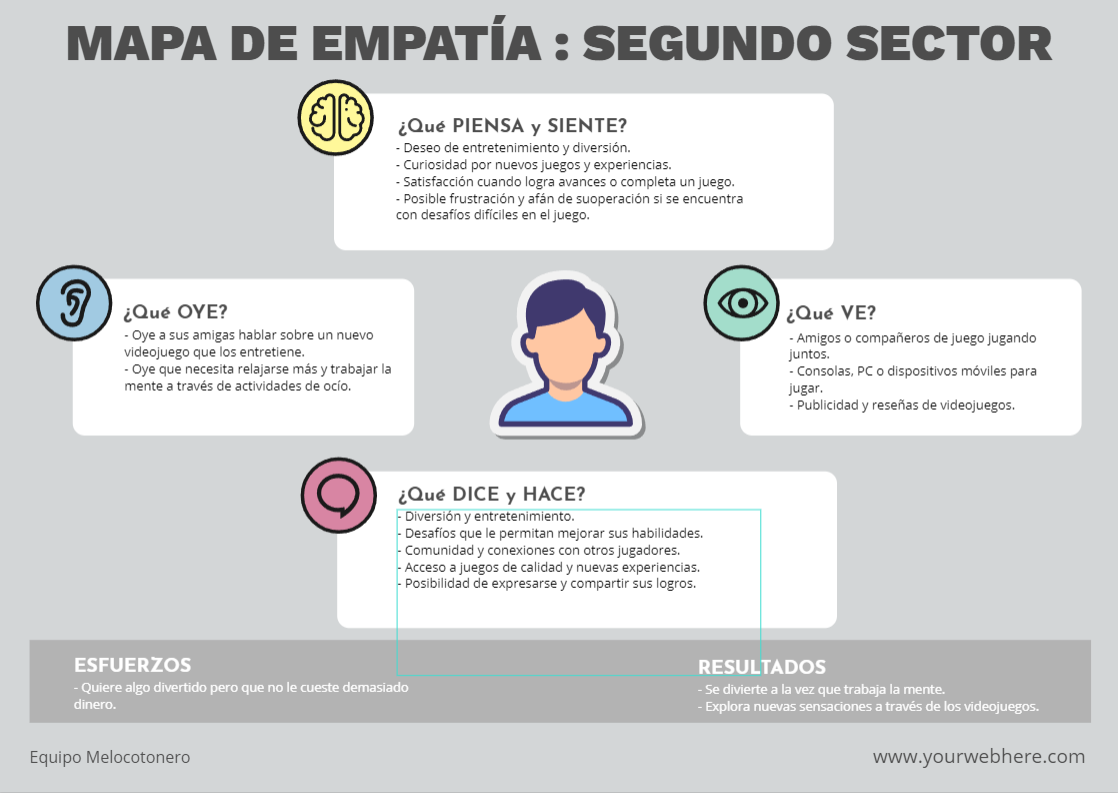 MAPA DE EMPATÍA : SEGUNDO SECTOR
¿Qué PIENSA y SIENTE?
- Deseo de entretenimiento y diversión.
- Curiosidad por nuevos juegos y experiencias.
- Satisfacción cuando logra avances o completa un juego.
- Posible frustración y afán de suoperación si se encuentra
con desafíos difíciles en el juego.
¿Qué OYE?
- Oye a sus amigas hablar sobre un nuevo
videojuego que los entretiene.
- Oye que necesita relajarse más y trabajar la
mente a través de actividades de ocío.
¿Qué VE?
- Amigos o compañeros de juego jugando
juntos.
- Consolas, PC o dispositivos móviles para
jugar.
- Publicidad y reseñas de videojuegos.
¿Qué DICE y HACE?
- Diversión y entretenimiento.
- Desafíos que le permitan mejorar sus habilidades.
- Comunidad y conexiones con otros jugadores.
- Acceso a juegos de calidad y nuevas experiencias.
- Posibilidad de expresarse y compartir sus logros.
ESFUERZOS
- Quiere algo divertido pero que no le cueste demasiado
dinero.
RESULTADOS
- Se divierte a la vez que trabaja la mente.
- Explora nuevas sensaciones a través de los videojuegos.
Equipo Melocotonero
www.yourwebhere.com